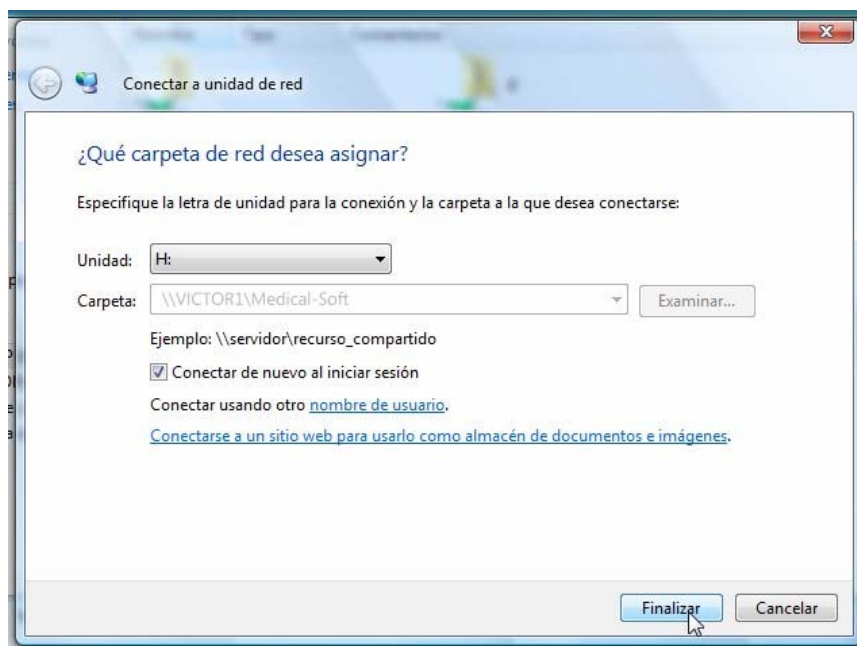 Conectar a unidad de red
¿Qué carpeta de red desea asignar?
Especifique la letra de unidad para la conexión y la carpeta a la que desea conectarse:
Unidad: H:
Carpeta: \\VICTOR1\Medical-Soft Examinar...
Ejemplo: \\servidor\recurso_compartido
Conectar de nuevo al iniciar sesión
Conectar usando otro nombre de usuario.
Conectarse a un sitio web para usarlo como almacén de documentos e imágenes.
Finalizar Cancelar